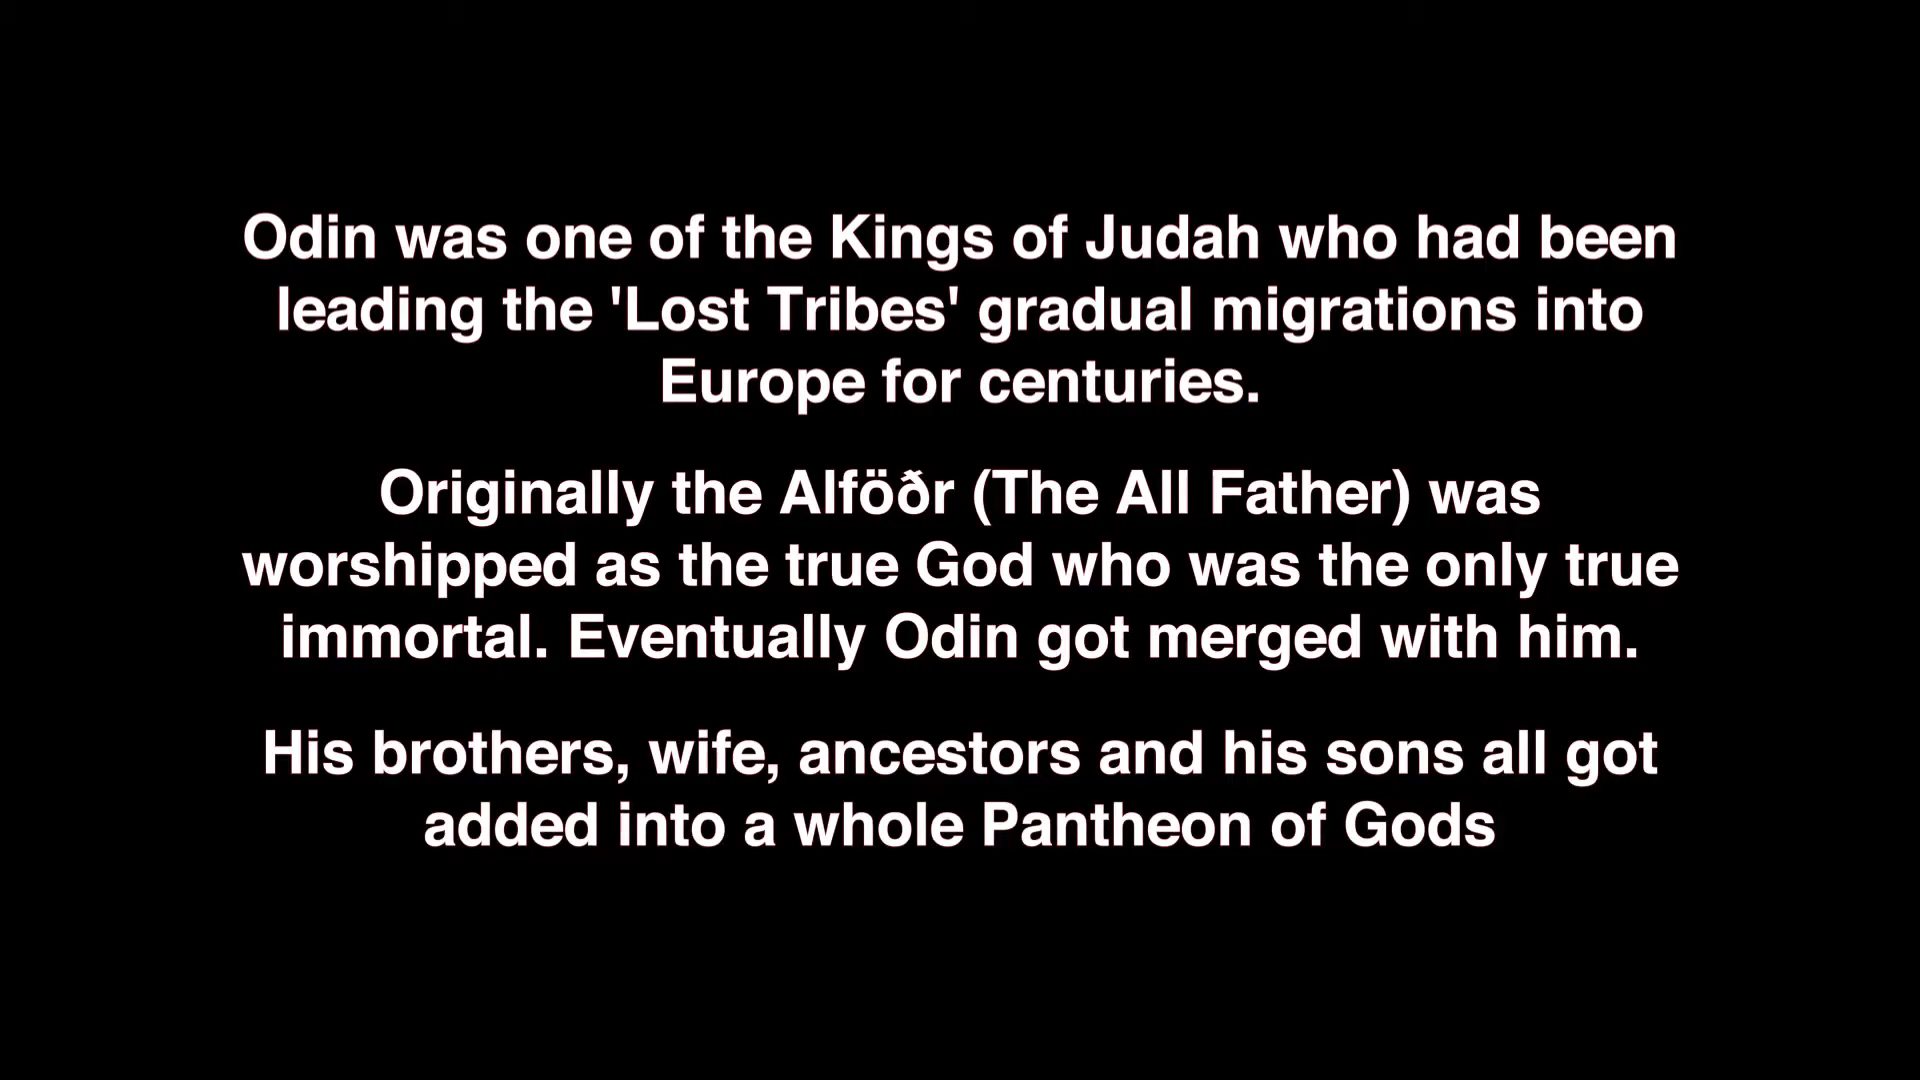 Odin was one of the Kings of Judah who had been
leading the 'Lost Tribes' gradual migrations into
Europe for centuries.
Originally the Alföðr (The All Father) was
worshipped as the true God who was the only true
immortal. Eventually Odin got merged with him.
His brothers, wife, ancestors and his sons all got
added into a whole Pantheon of Gods